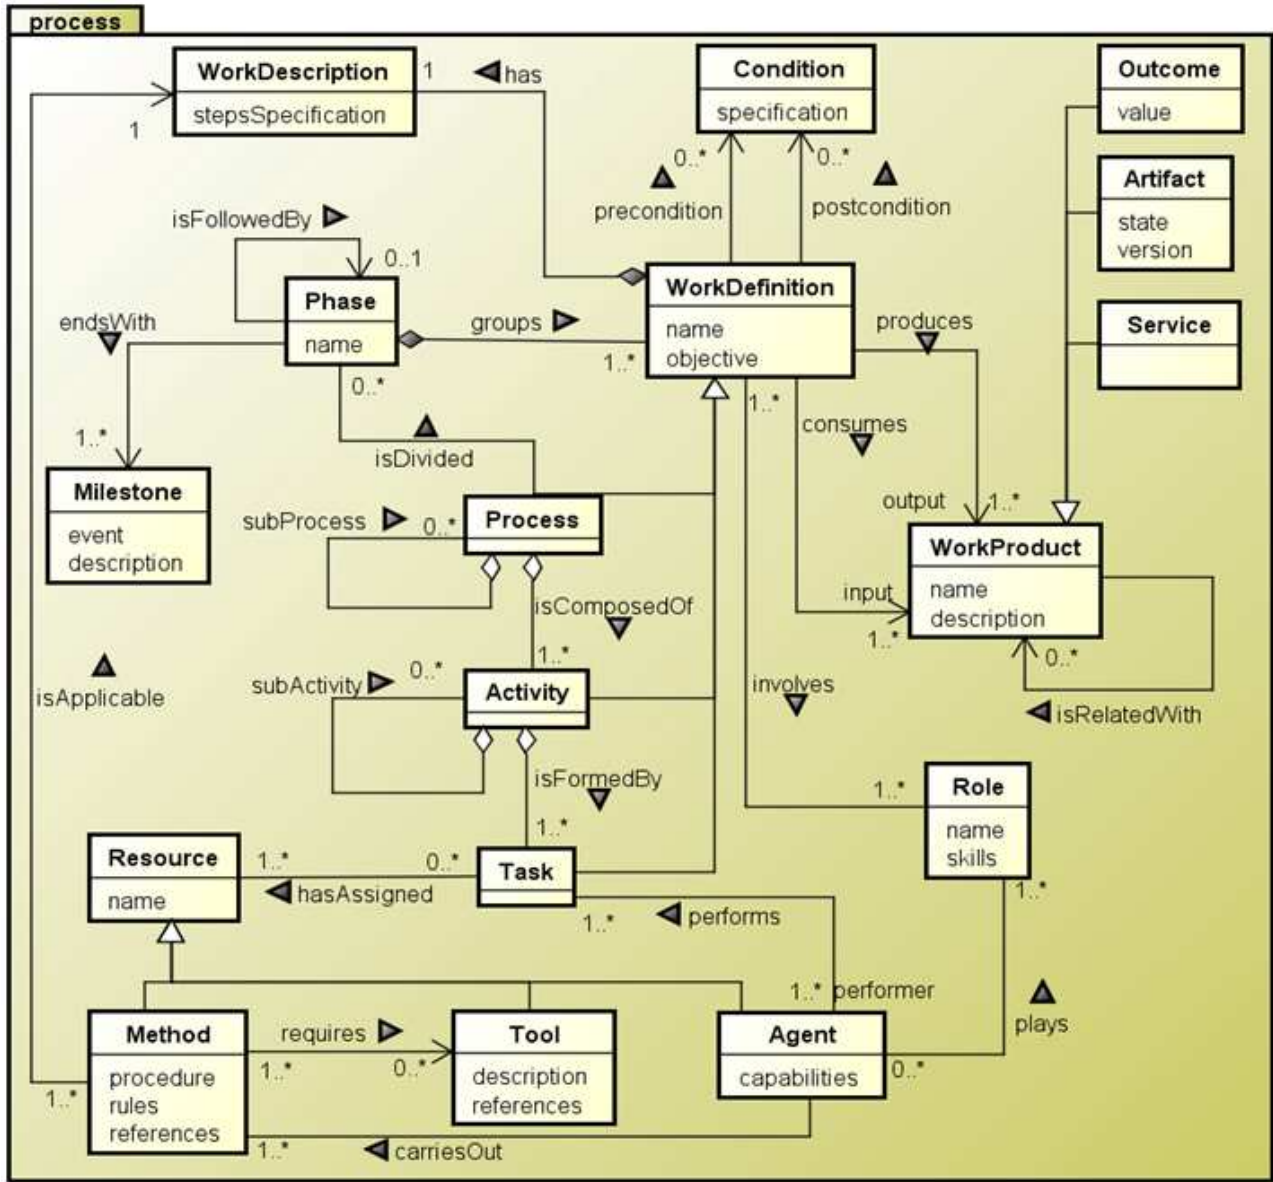 process
WorkDescription
stepsSpecification
1
has
1
Condition
specification
0..*
0..*
precondition
postcondition
Outcome
value
Artifact
state
version
Service
isFollowedBy
0..1
Phase
name
endsWith
groups
1..*
0..*
WorkDefinition
name
objective
produces
1..*
consumes
1..*
isDivided
Milestone
event
description
subProcess
0..*
Process
output
1..*
WorkProduct
name
description
input
1..*
0..*
isRelatedWith
isComposedOf
1..*
isApplicable
subActivity
0..*
Activity
involves
isFormedBy
1..*
1..*
Role
name
skills
1..*
Resource
name
1..*
0..*
hasAssigned
Task
1..*
performs
1..*
performer
plays
Method
procedure
rules
references
1..*
requires
1..*
0..*
Tool
description
references
Agent
capabilities
0..*
1..*
carriesOut